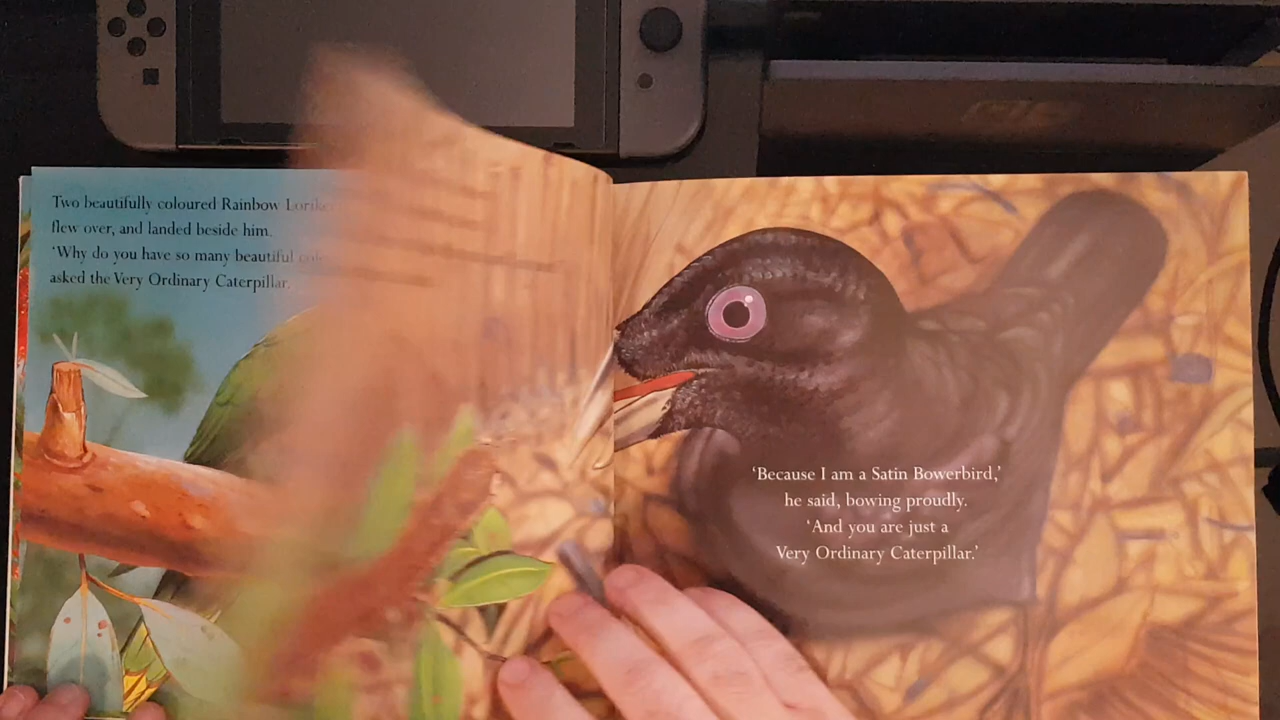 Two beautifully coloured Rainbow
flew over, and landed beside him.
‘Why do you have so many beautiful
asked the Very Ordinary Caterpillar.
‘Because I am a Satin Bowerbird,’
he said, bowing proudly.
‘And you are just a
Very Ordinary Caterpillar.’